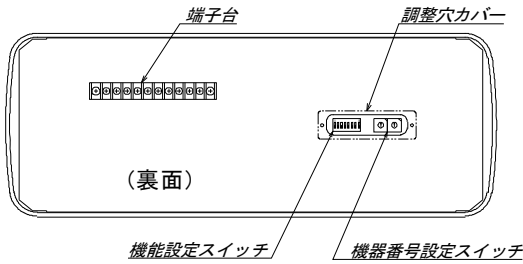 端子台
調整穴カバー
(裏面)
機能設定スイッチ
機器番号設定スイッチ